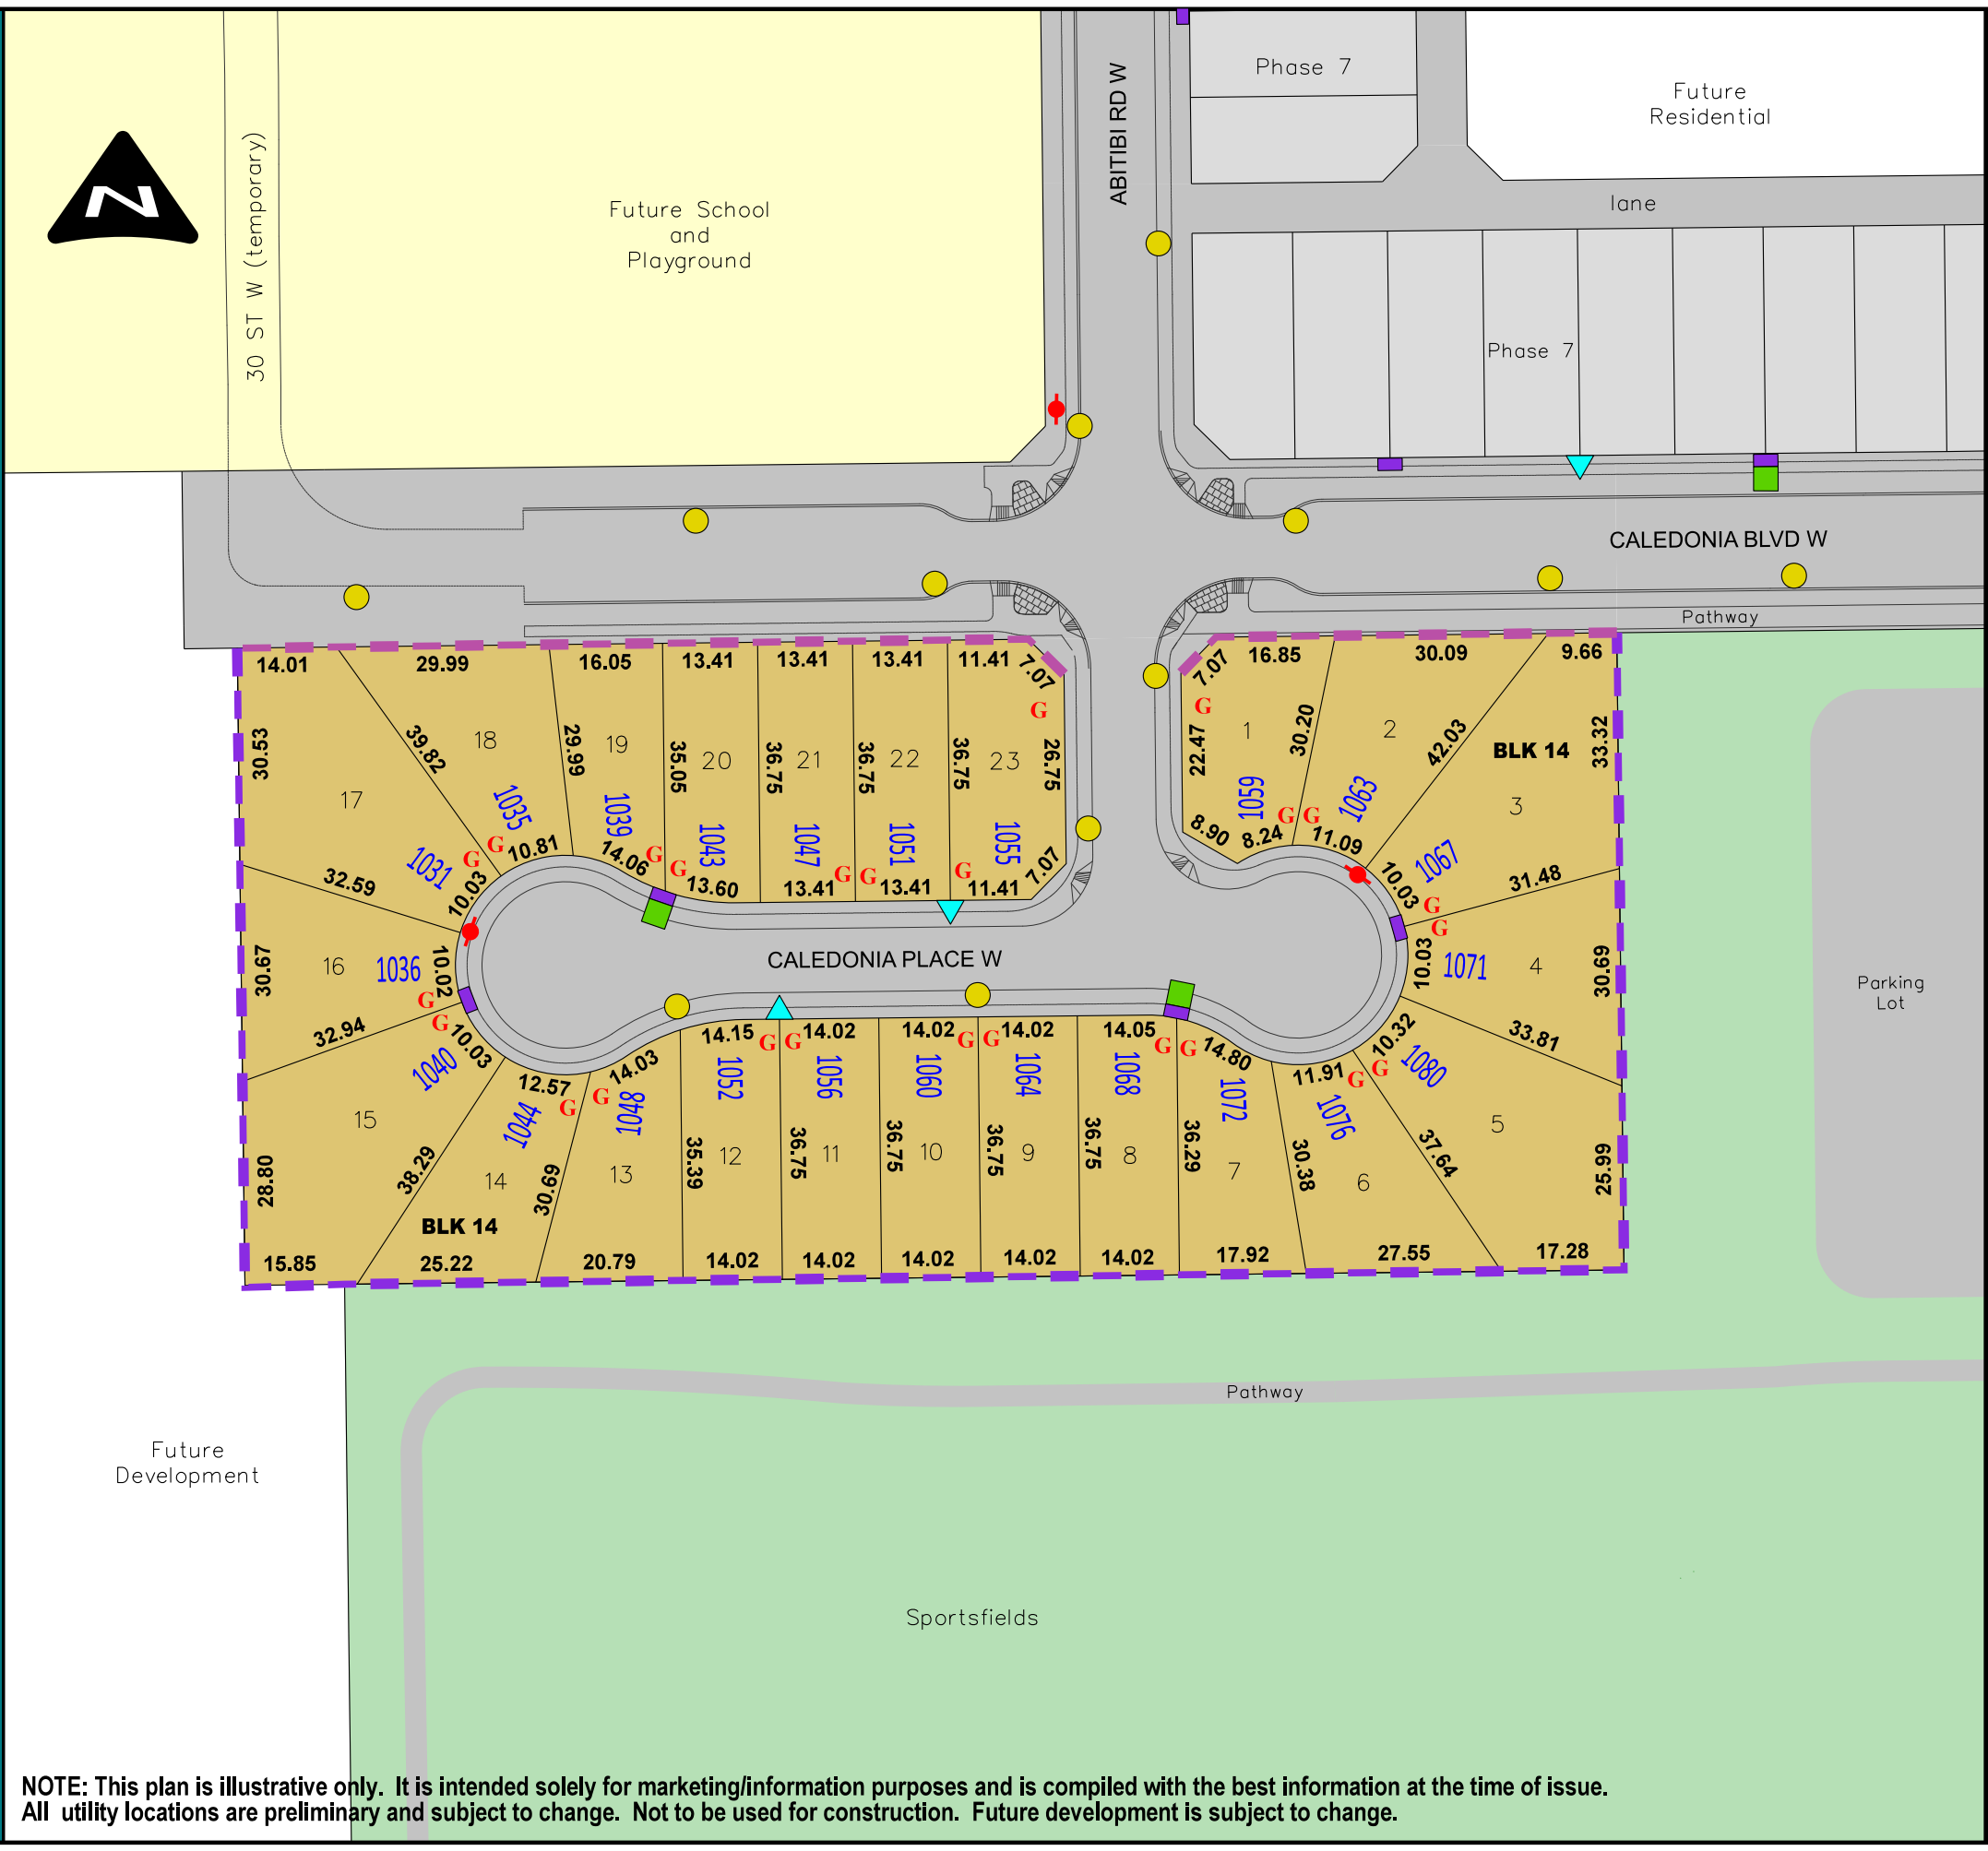 N
30 ST W (temporary)
Future School
and
Playground
ABITIBI RD W
Phase 7
Future
Residential
lane
Phase 7
CALEDONIA BLVD W
Pathway
14.01
29.99
16.05
13.41
13.41
13.41
11.41
7.07
7.07
16.85
30.09
9.66
30.53
39.82
29.99
35.05
36.75
36.75
36.75
26.75
22.47
30.20
42.03
33.32
17
18
19
20
21
22
23
1
2
BLK 14
3
G
G
1031
1035
1039
1043
1047
1051
1055
1059
1063
1067
G
G
G
G
G
G
G
G
G
32.59
10.03
10.81
14.06
13.60
13.41
13.41
11.41
7.07
8.90
8.24
11.09
10.03
31.48
G
G
30.67
16
1036
10.02
CALEDONIA PLACE W
10.03
1071
4
30.69
G
G
32.94
10.03
12.57
14.03
14.15
14.02
14.02
14.02
14.05
14.80
11.91
10.32
33.81
G
G
G
G
G
G
G
G
G
G
1040
1044
1048
1052
1056
1060
1064
1068
1072
1076
1080
15
14
13
12
11
10
9
8
7
6
5
28.80
38.29
30.69
35.39
36.75
36.75
36.75
36.75
36.29
30.38
37.64
25.99
BLK 14
15.85
25.22
20.79
14.02
14.02
14.02
14.02
14.02
17.92
27.55
17.28
Parking
Lot
Pathway
Future
Development
Sportsfields
NOTE: This plan is illustrative only.  It is intended solely for marketing/information purposes and is compiled with the best information at the time of issue.
All  utility locations are preliminary and subject to change.  Not to be used for construction.  Future development is subject to change.